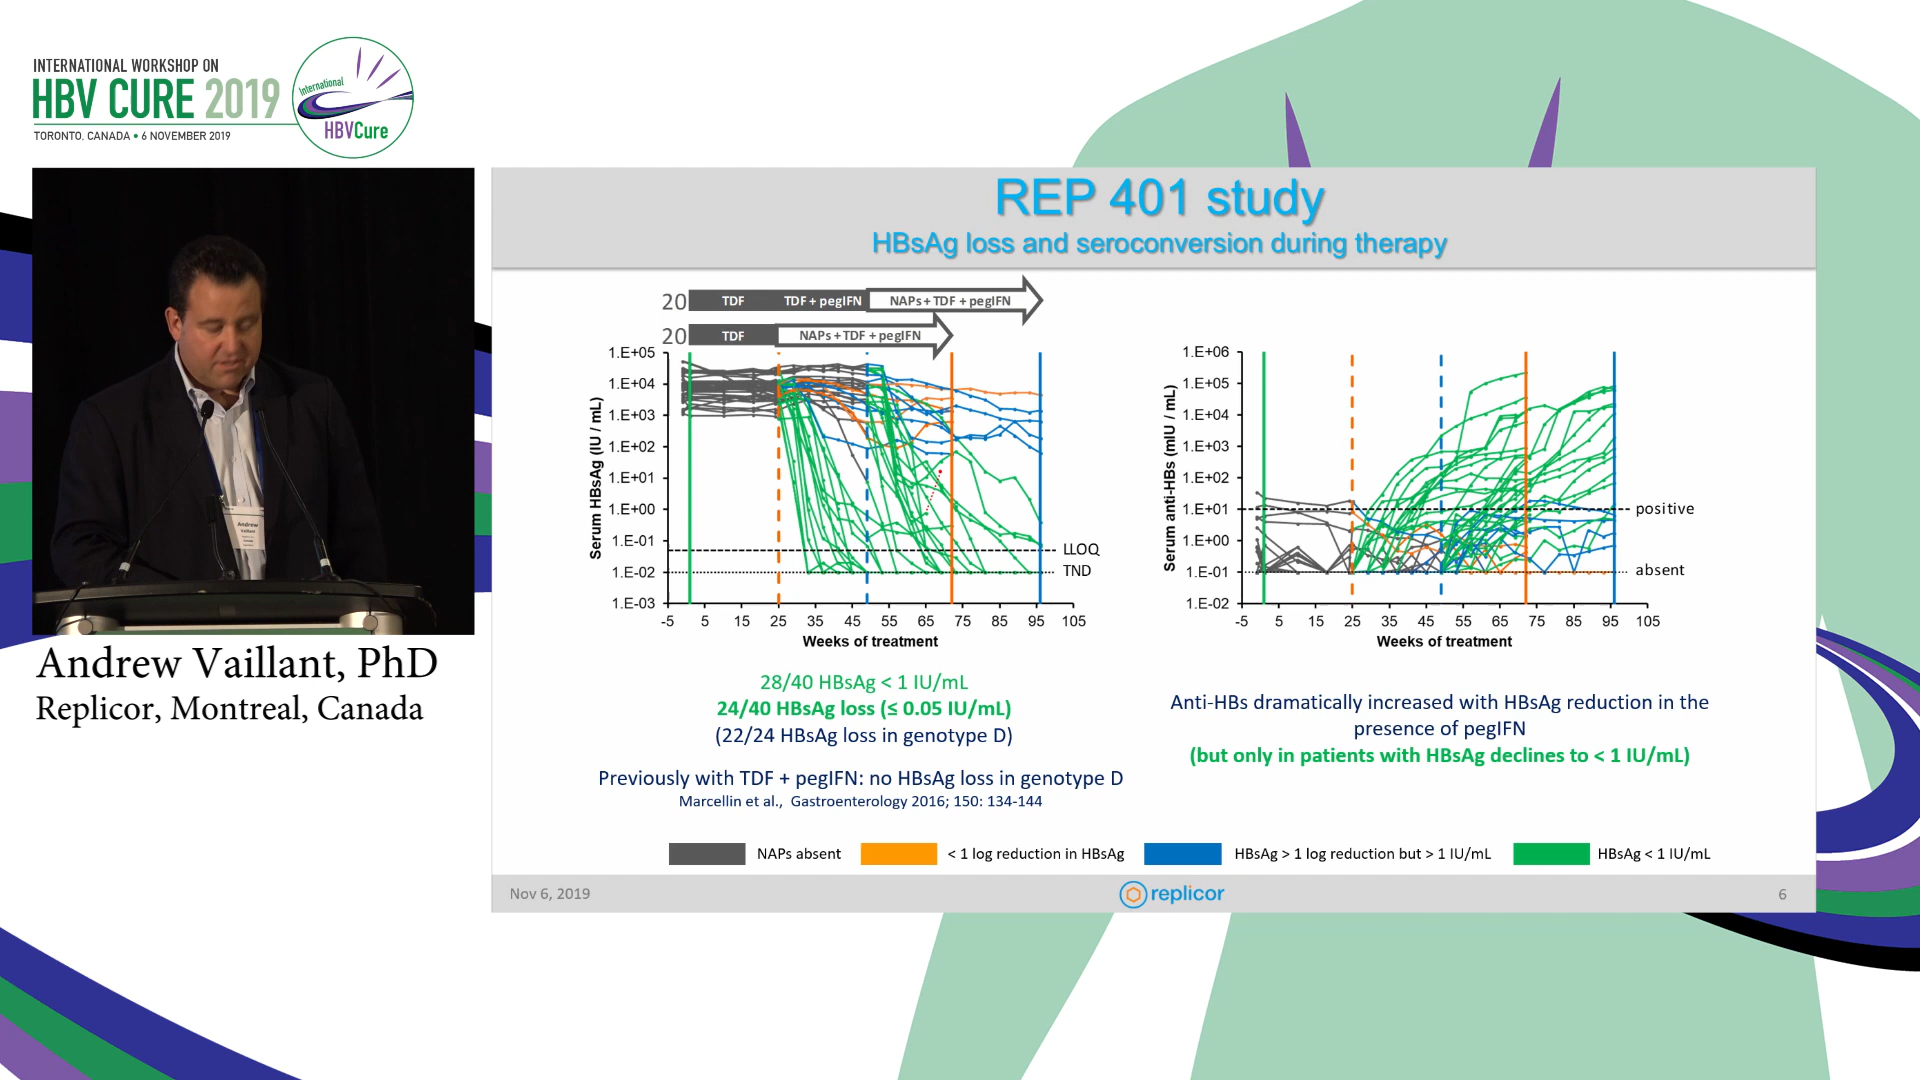 INTERNATIONAL WORKSHOP ON
HBV CURE 2019
TORONTO, CANADA • 6 NOVEMBER 2019
International
HBVCure
Andrew
Vaillant
Andrew Vaillant, PhD
Replicor, Montreal, Canada
REP 401 study
HBsAg loss and seroconversion during therapy
20 TDF TDF + pegIFN NAPs + TDF + pegIFN
20 TDF NAPs + TDF + pegIFN
Serum HBsAg (IU / mL)
1.E+05
1.E+04
1.E+03
1.E+02
1.E+01
1.E+00
1.E-01
1.E-02
1.E-03
LLOQ
TND
-5 5 15 25 35 45 55 65 75 85 95 105
Weeks of treatment
28/40 HBsAg < 1 IU/mL
24/40 HBsAg loss (≤ 0.05 IU/mL)
(22/24 HBsAg loss in genotype D)
Previously with TDF + pegIFN: no HBsAg loss in genotype D
Marcellin et al., Gastroenterology 2016; 150: 134-144
Serum anti-HBs (mIU / mL)
1.E+06
1.E+05
1.E+04
1.E+03
1.E+02
1.E+01
1.E+00
1.E-01
1.E-02
positive
absent
-5 5 15 25 35 45 55 65 75 85 95 105
Weeks of treatment
Anti-HBs dramatically increased with HBsAg reduction in the
presence of pegIFN
(but only in patients with HBsAg declines to < 1 IU/mL)
NAPs absent
< 1 log reduction in HBsAg
HBsAg > 1 log reduction but > 1 IU/mL
HBsAg < 1 IU/mL
Nov 6, 2019
replicor
6